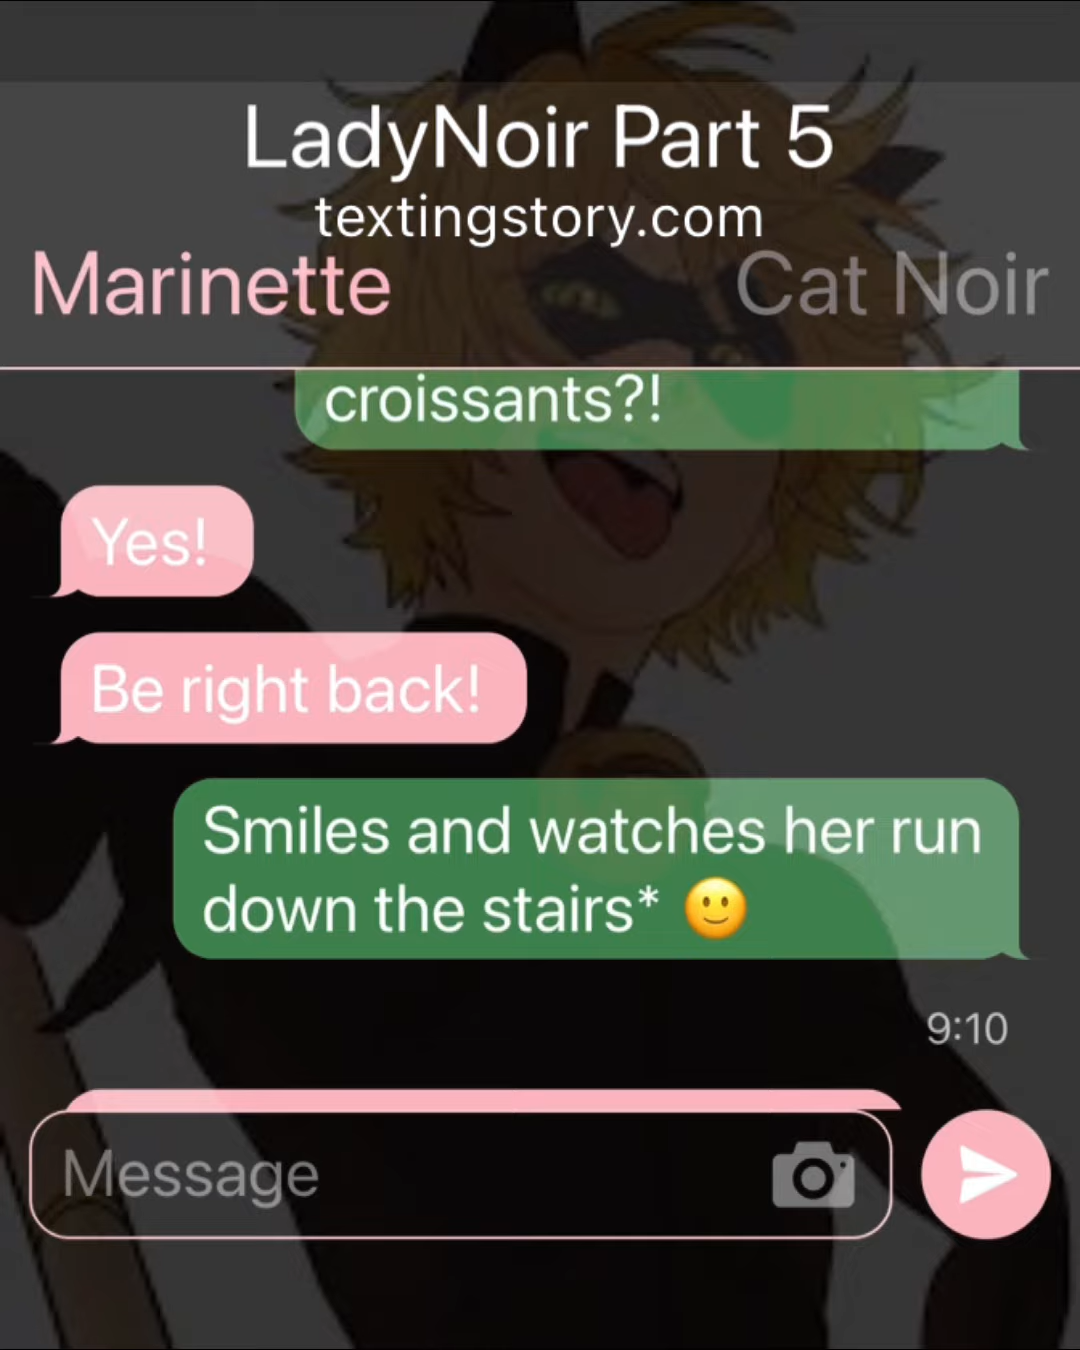 LadyNoir Part 5
textingstory.com
Marinette
Cat Noir
croissants?!
Yes!
Be right back!
Smiles and watches her run
down the stairs* 🙂
9:10
Message